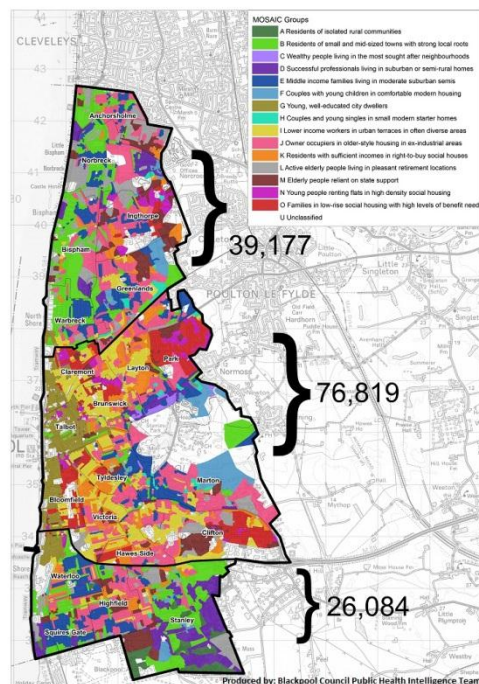 MOSAIC Groups
A Residents of isolated rural communities
B Residents of small and mid-sized towns with strong local roots
C Wealthy people living in the most sought after neighbourhoods
D Successful professionals living in suburban or semi-rural homes
E Middle income families living in moderate suburban semis
F Couples with young children in comfortable modern housing
G Young, well-educated city dwellers
H Couples and young singles in small modern starter homes
I Lower income workers in urban terraces in often diverse areas
J Owner occupiers in older-style housing in ex-industrial areas
K Residents with sufficient incomes in right-to-buy social houses
L Active elderly people living in pleasant retirement locations
M Elderly people reliant on state support
N Young people renting flats in high density social housing
O Families in low-rise social housing with high levels of benefit need
U Unclassified
CLEVELEYS
Anchorsholme
Norbreck
Ingthorpe
Bispham
39,177
Greenlands
POULTON LE FYLDE
Little Singleton
Warbreck
Park
Layton
Claremont
Normoss
Brunswick
76,819
Talbot
Tyldesley
Marton
Bloomfield
Victoria
Clifton
Hawes Side
Waterloo
Highfield
Stanley
26,084
Squires Gate
Blackpool
Produced by: Blackpool Council Public Health Intelligence Team